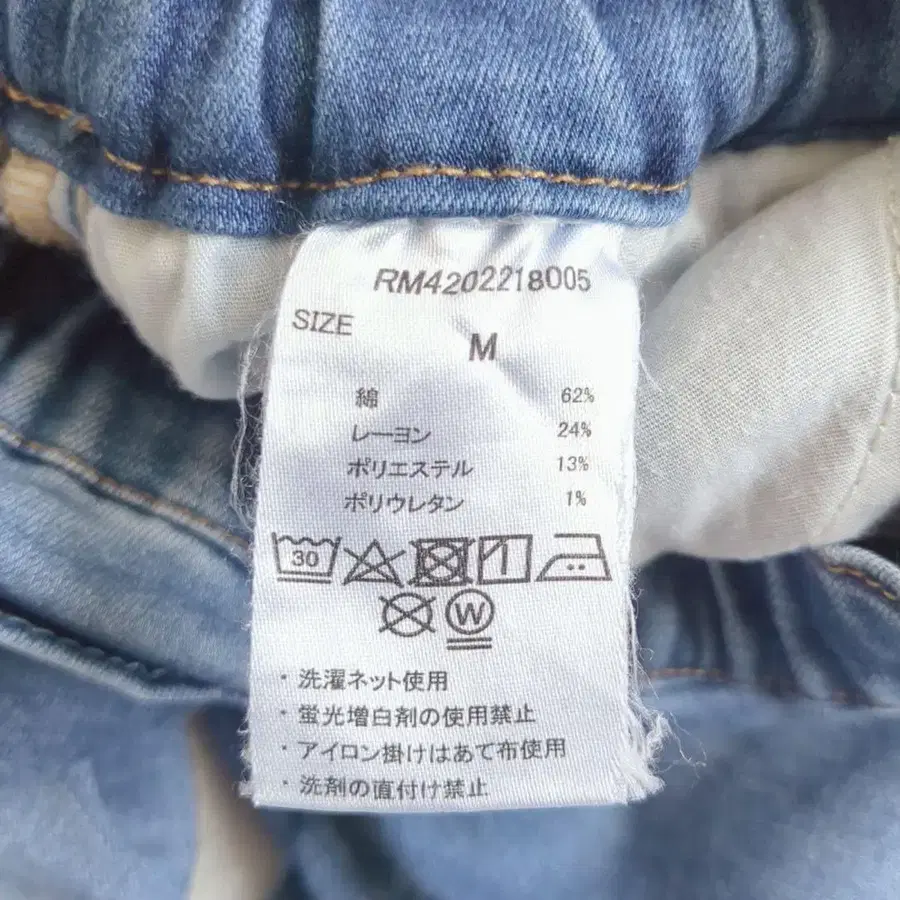 RM4202218005
SIZE
M
綿 62%
レーヨン 24%
ポリエステル 13%
ポリウレタン 1%
30
W
・洗濯ネット使用
・蛍光増白剤の使用禁止
・アイロン掛けはあて布使用
・洗剤の直付け禁止